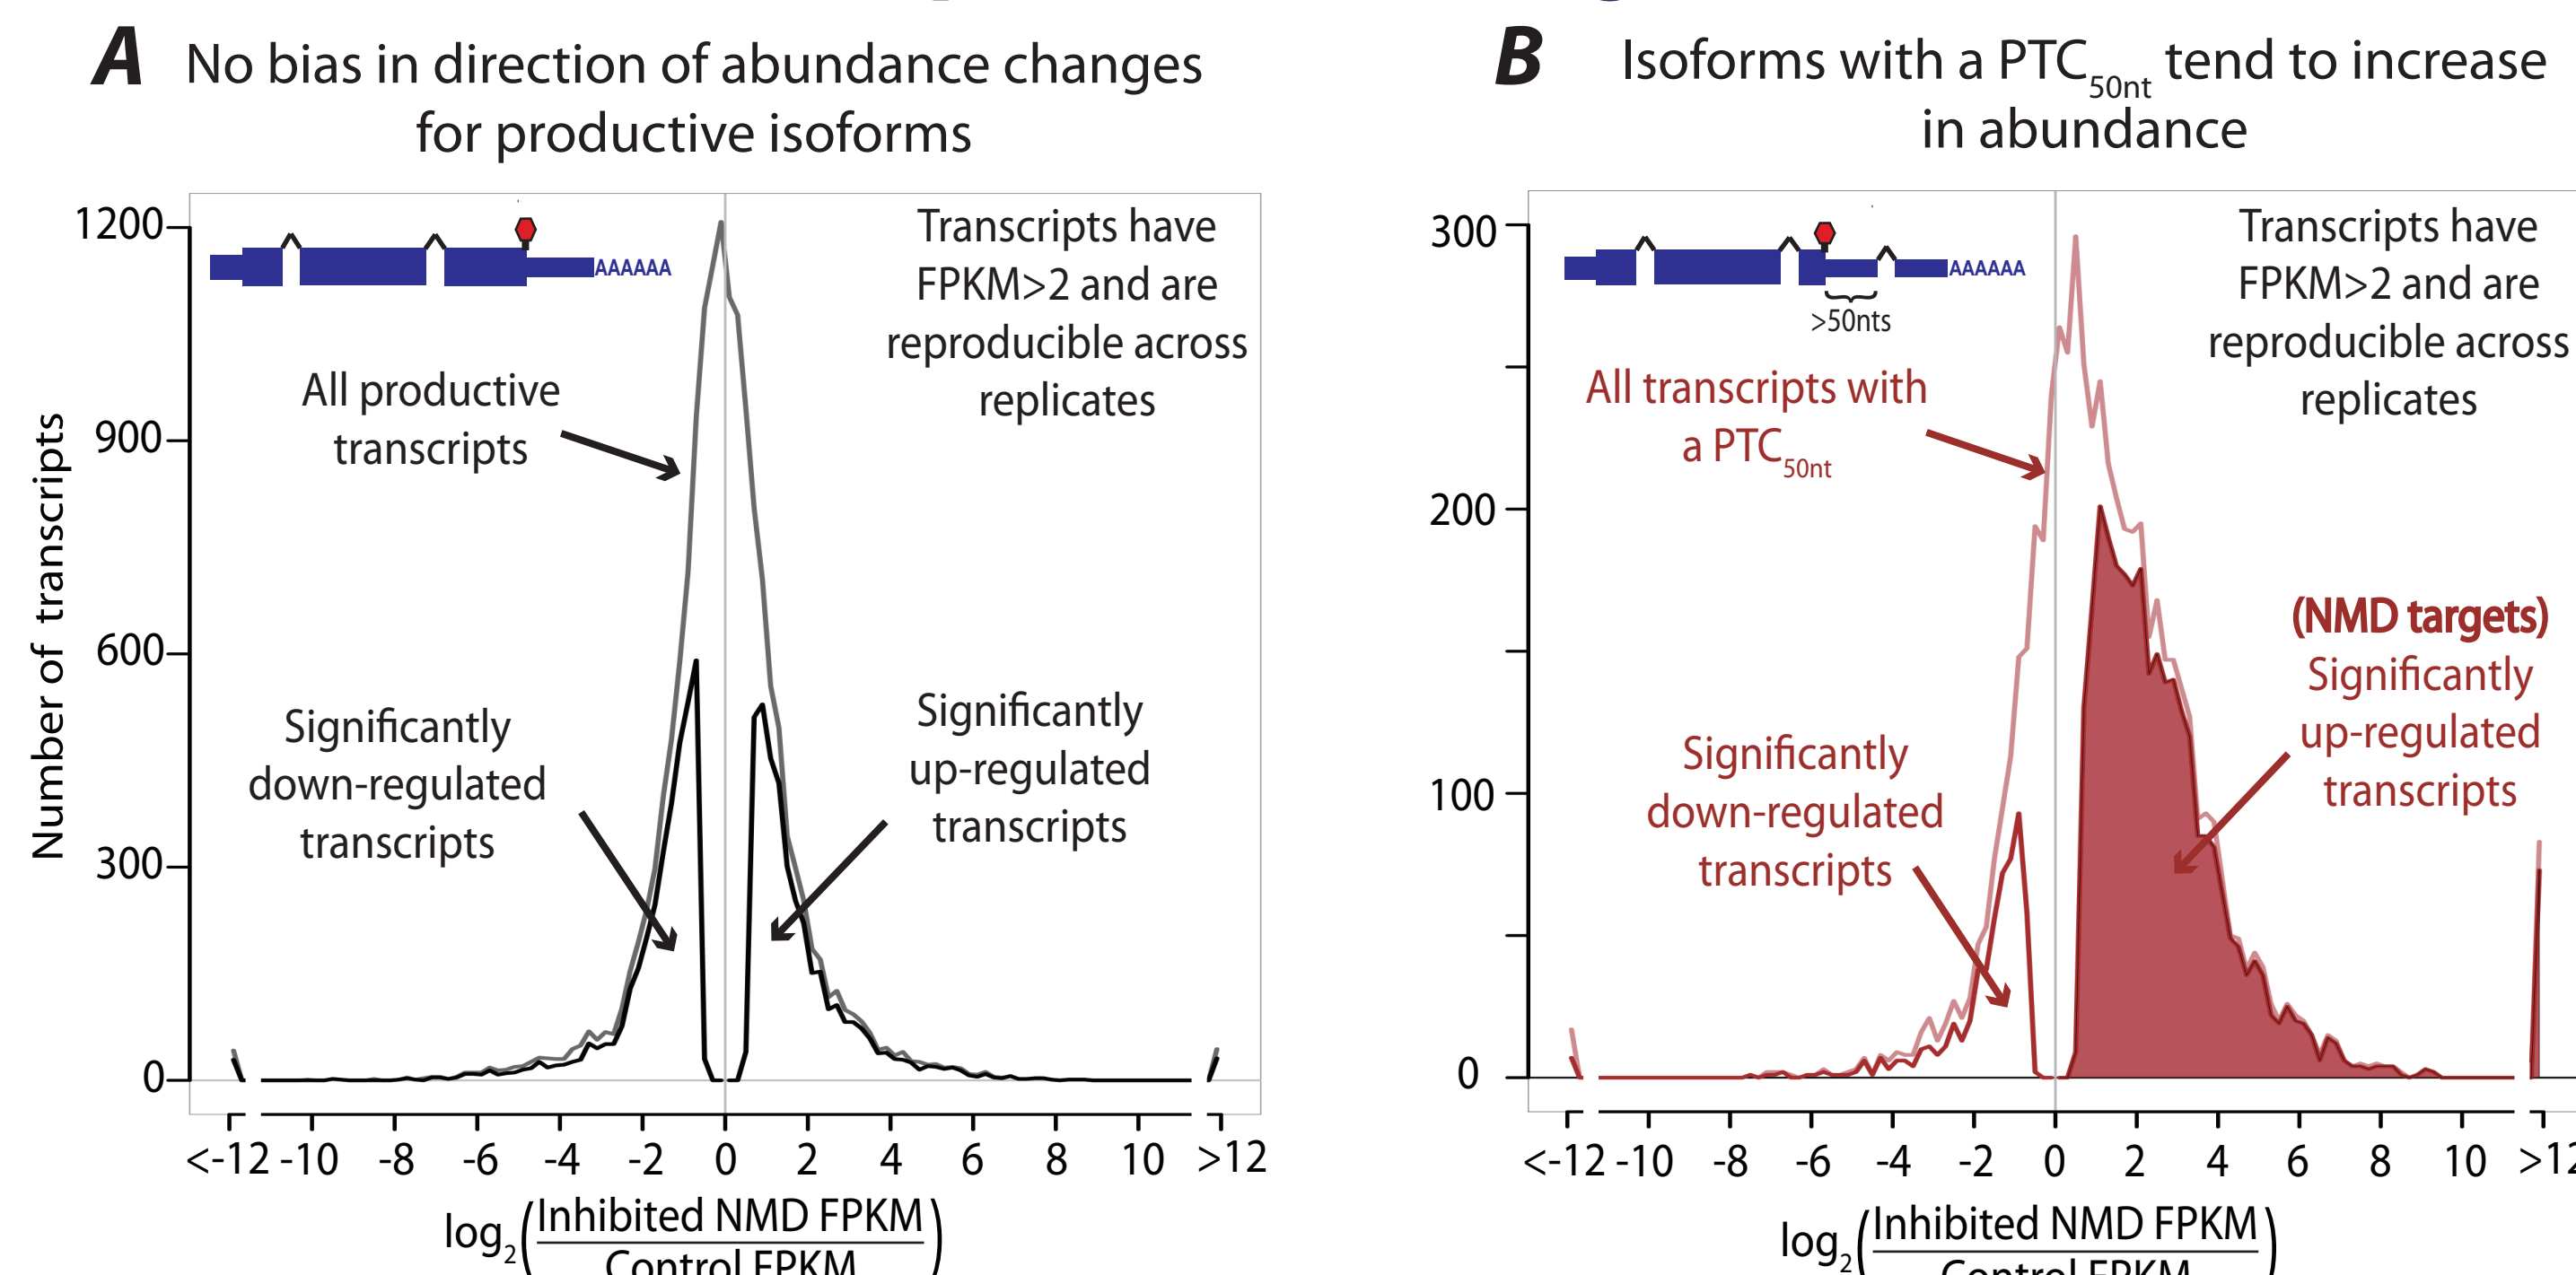 A No bias in direction of abundance changes
for productive isoforms
1200
900
600
300
0
Number of transcripts
AAAAAA
Transcripts have
FPKM>2 and are
reproducible across
replicates
All productive
transcripts
Significantly
down-regulated
transcripts
Significantly
up-regulated
transcripts
<-12 -10 -8 -6 -4 -2 0 2 4 6 8 10 >12
log2(Inhibited NMD FPKM
Control FPKM)
B Isoforms with a PTC50nt tend to increase
in abundance
300
200
100
0
AAAAAA
>50nts
Transcripts have
FPKM>2 and are
reproducible across
replicates
All transcripts with
a PTC50nt
(NMD targets)
Significantly
up-regulated
transcripts
Significantly
down-regulated
transcripts
<-12 -10 -8 -6 -4 -2 0 2 4 6 8 10 >12
log2(Inhibited NMD FPKM
Control FPKM)